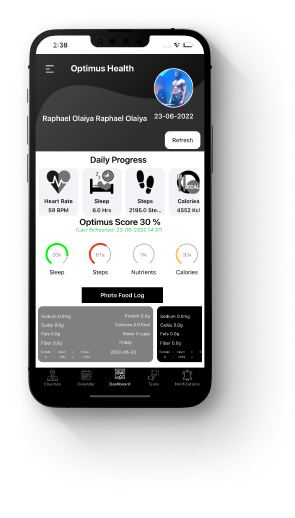 2:38
Optimus Health
Raphael Olaiya Raphael Olaiya
23-06-2022
Refresh
Daily Progress
Heart Rate Sleep Steps Calories
59 BPM 6.0 Hrs 2195.0 Ste... 4552 Kcl
Optimus Score 30 %
(Last Refreshed: 23-06-2022 14:37)
0%
Sleep Steps Nutrients Calories
Photo Food Log
Sodium 0.0mg Protein 0.0g Sodium 0.0mg
Carbs 0.0g Calories 0.0 Kcal Carbs 0.0g
Fats 0.0g Water 0 cups Fats 0.0g
Fiber 0.0g Friday Fiber 0.0g
2022-06-23
Coaches Calendar Dashboard Tasks Notifications